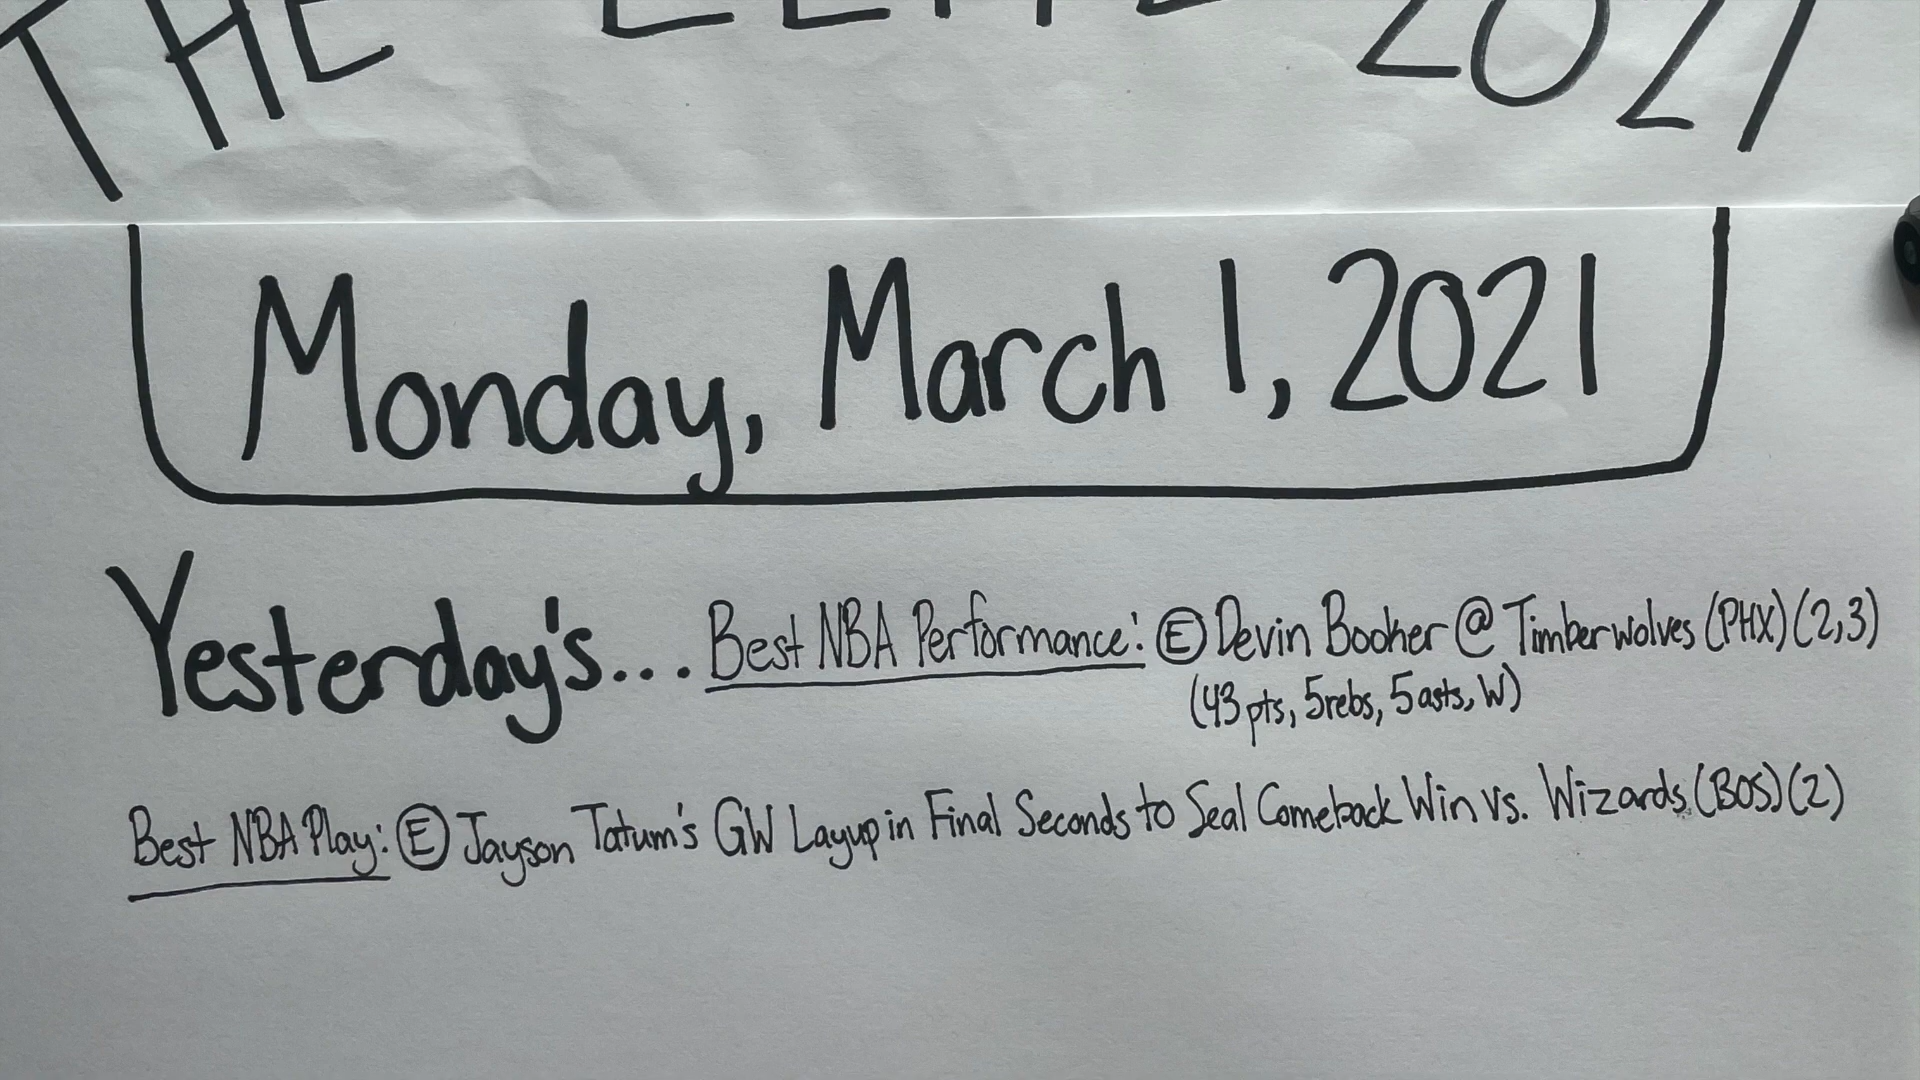 THE 2021
Monday, March 1, 2021
Yesterday's... Best NBA Performance: Ⓔ Devin Booker @ Timberwolves (PHX) (2,3)
(43 pts, 5 rebs, 5 asts, W)
Best NBA Play: Ⓔ Jayson Tatum's GW Layup in Final Seconds to Seal Comeback Win vs. Wizards (BOS) (2)